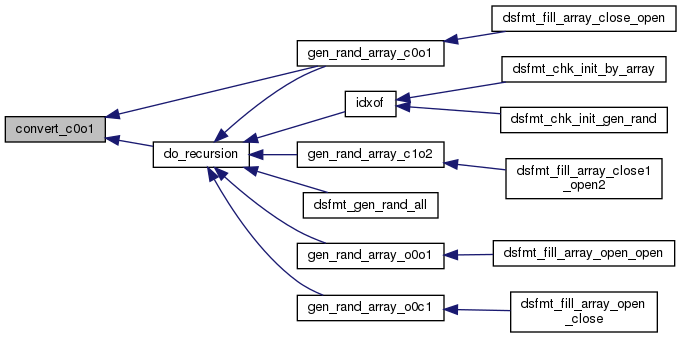 convert_c0o1
gen_rand_array_c0o1
dsfmt_fill_array_close_open
do_recursion
idxof
dsfmt_chk_init_by_array
dsfmt_chk_init_gen_rand
gen_rand_array_c1o2
dsfmt_fill_array_close1
_open2
dsfmt_gen_rand_all
gen_rand_array_o0o1
dsfmt_fill_array_open_open
gen_rand_array_o0c1
dsfmt_fill_array_open
_close